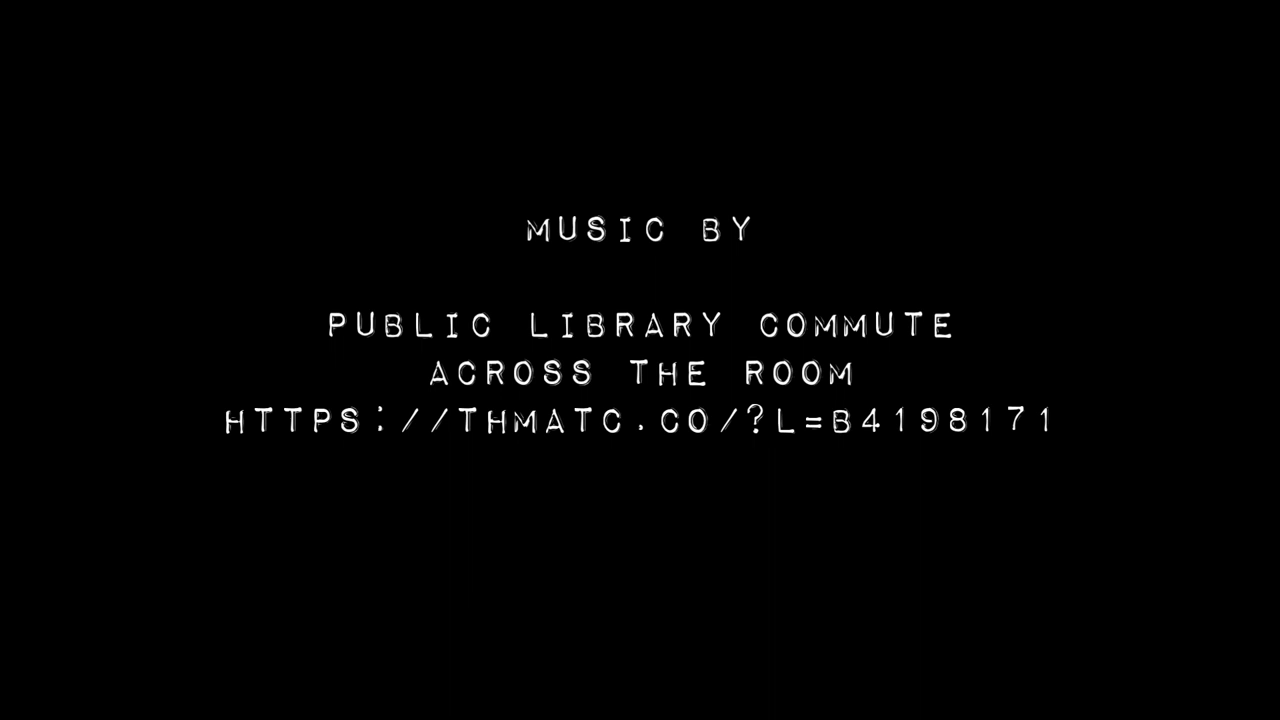 MUSIC BY
PUBLIC LIBRARY COMMUTE
ACROSS THE ROOM
HTTPS://THMATC.CO/?L=B4198171